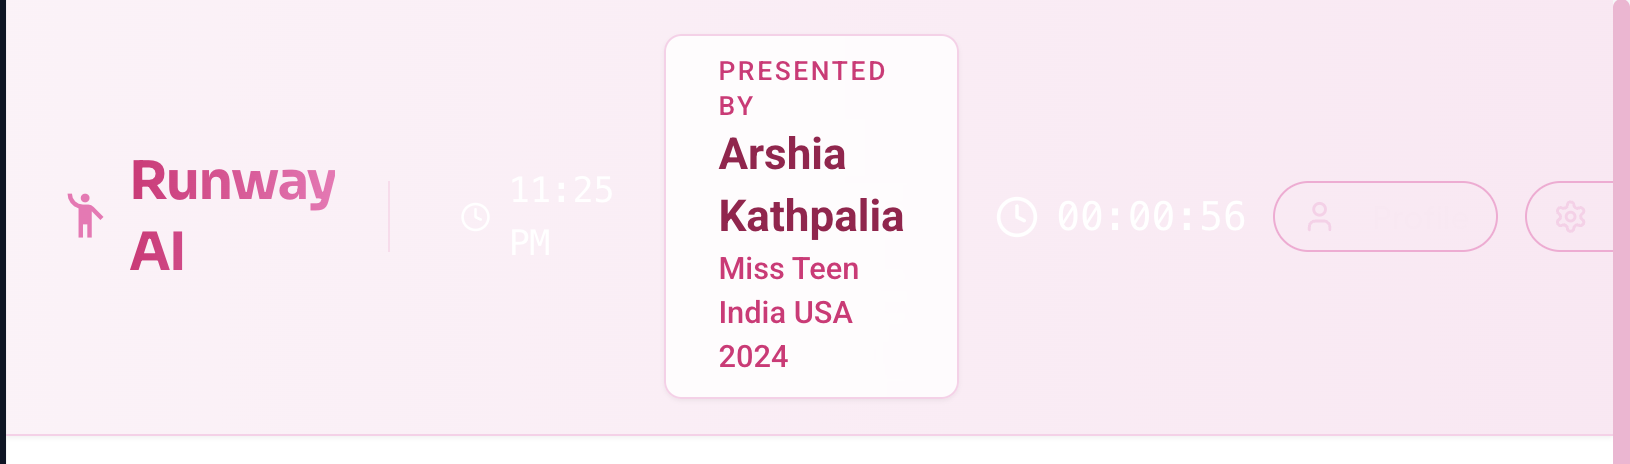 Runway
AI
11:25
PM
PRESENTED
BY
Arshia
Kathpalia
Miss Teen
India USA
2024
00:00:56